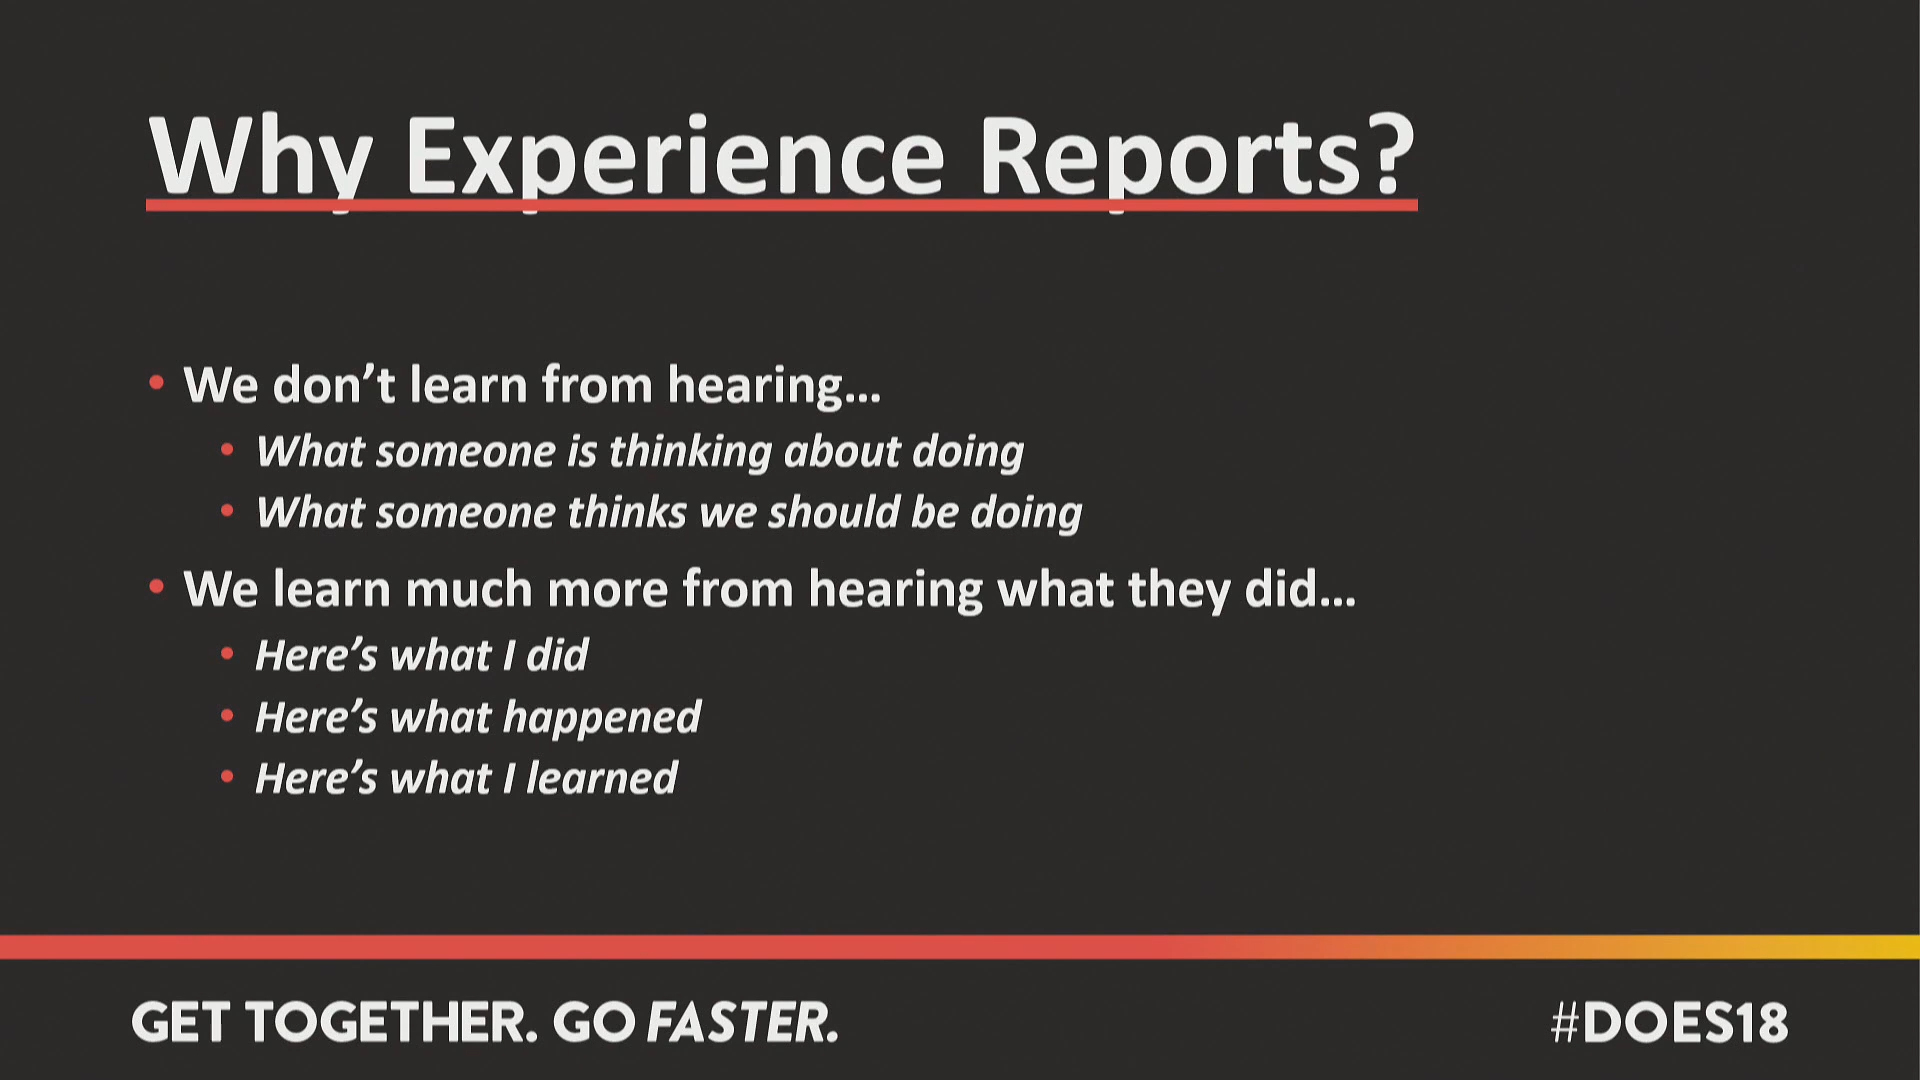 Why Experience Reports?
• We don’t learn from hearing…
• What someone is thinking about doing
• What someone thinks we should be doing
• We learn much more from hearing what they did…
• Here’s what I did
• Here’s what happened
• Here’s what I learned
GET TOGETHER. GO FASTER.
#DOES18